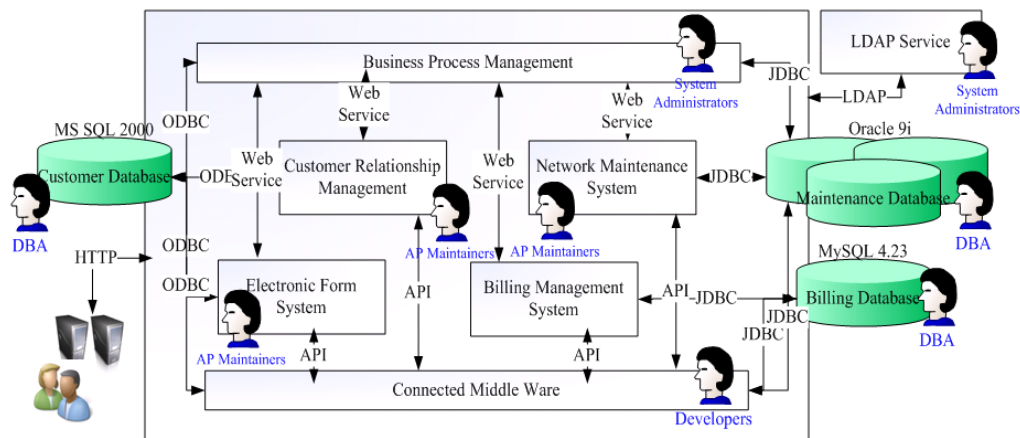 LDAP Service
Business Process Management
System
Administrators
System
Administrators
JDBC
LDAP
Web
Service
Web
Service
MS SQL 2000
ODBC
Oracle 9i
Customer Database
Web
Service
Customer Relationship
Management
Web
Service
Network Maintenance
System
JDBC
Maintenance Database
DBA
AP Maintainers
AP Maintainers
DBA
HTTP
ODBC
MySQL 4.23
ODBC
Electronic Form
System
API
Billing Management
System
API
JDBC
Billing Database
JDBC
JDBC
AP Maintainers
API
API
DBA
Connected Middle Ware
Developers